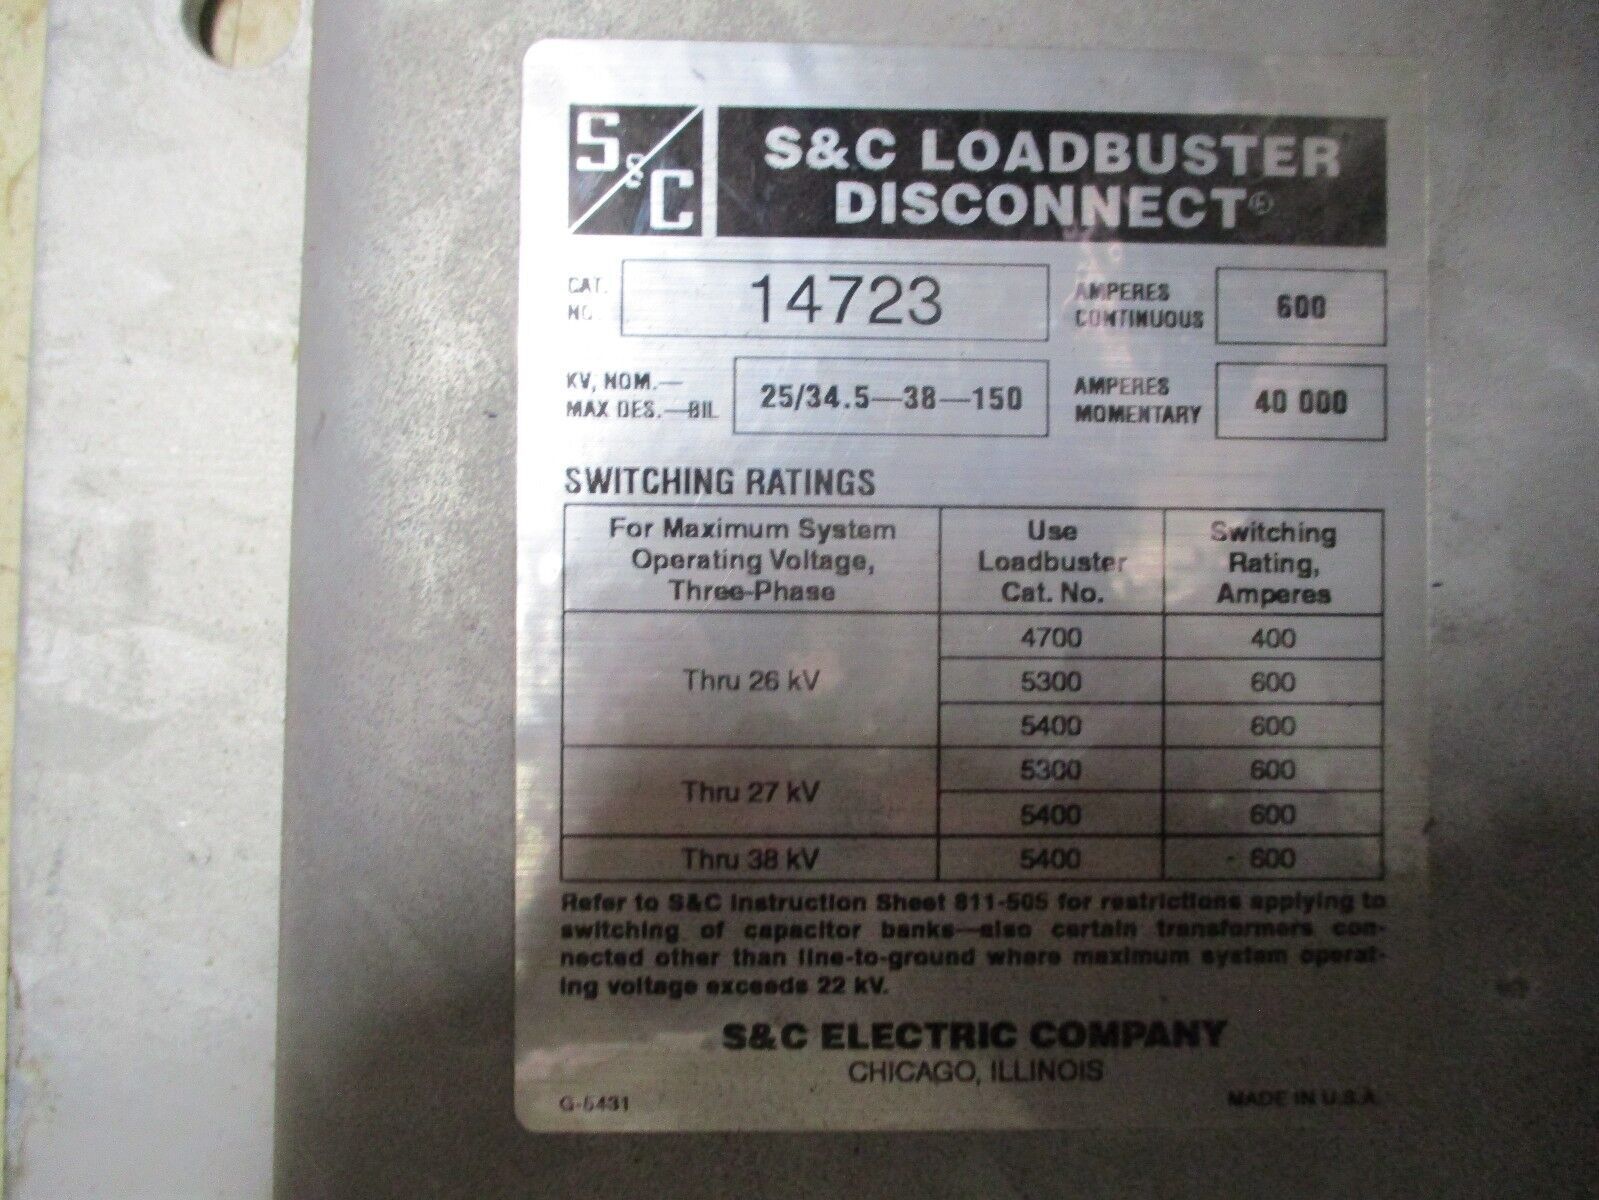 S&C
S&C LOADBUSTER
DISCONNECT®
CAT.
NO.
14723
AMPERES
CONTINUOUS
600
KV, NOM.—
MAX DES.—BIL
25/34.5—38—150
AMPERES
MOMENTARY
40 000
SWITCHING RATINGS
For Maximum System
Operating Voltage,
Three-Phase
Use
Loadbuster
Cat. No.
Switching
Rating,
Amperes
Thru 26 kV
4700
400
5300
600
5400
600
Thru 27 kV
5300
600
5400
600
Thru 38 kV
5400
600
Refer to S&C Instruction Sheet 811-505 for restrictions applying to
switching of capacitor banks—also certain transformers con-
nected other than line-to-ground where maximum system operat-
ing voltage exceeds 22 kV.
S&C ELECTRIC COMPANY
CHICAGO, ILLINOIS
G-5431
MADE IN U.S.A.